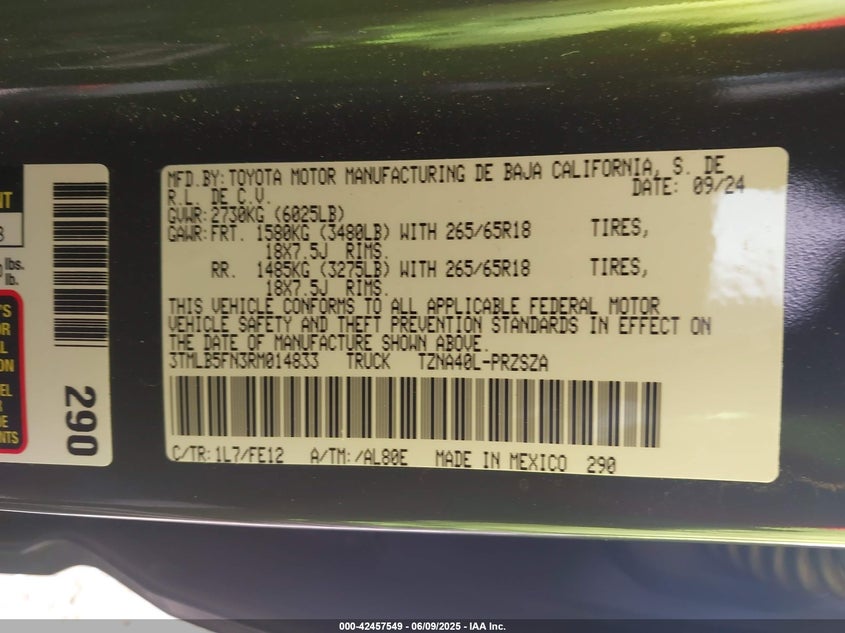 MFD.BY:TOYOTA MOTOR MANUFACTURING DE BAJA CALIFORNIA, S. DE
R.L. DE C.V.
DATE: 09/24
GVWR:2730KG (6025LB)
GAWR:FRT. 1580KG (3480LB) WITH 265/65R18 TIRES,
18X7.5J RIMS.
RR. 1485KG (3275LB) WITH 265/65R18 TIRES,
18X7.5J RIMS.
THIS VEHICLE CONFORMS TO ALL APPLICABLE FEDERAL MOTOR
VEHICLE SAFETY AND THEFT PREVENTION STANDARDS IN EFFECT ON
THE DATE OF MANUFACTURE SHOWN ABOVE.
3TMLB5FN3RM014833 TRUCK TZNA40L-PRZSZA
C/TR:1L7/FE12 A/TM:/AL80E MADE IN MEXICO 290
lbs.
lb.
290
000-42457549 - 06/09/2025 - IAA Inc.